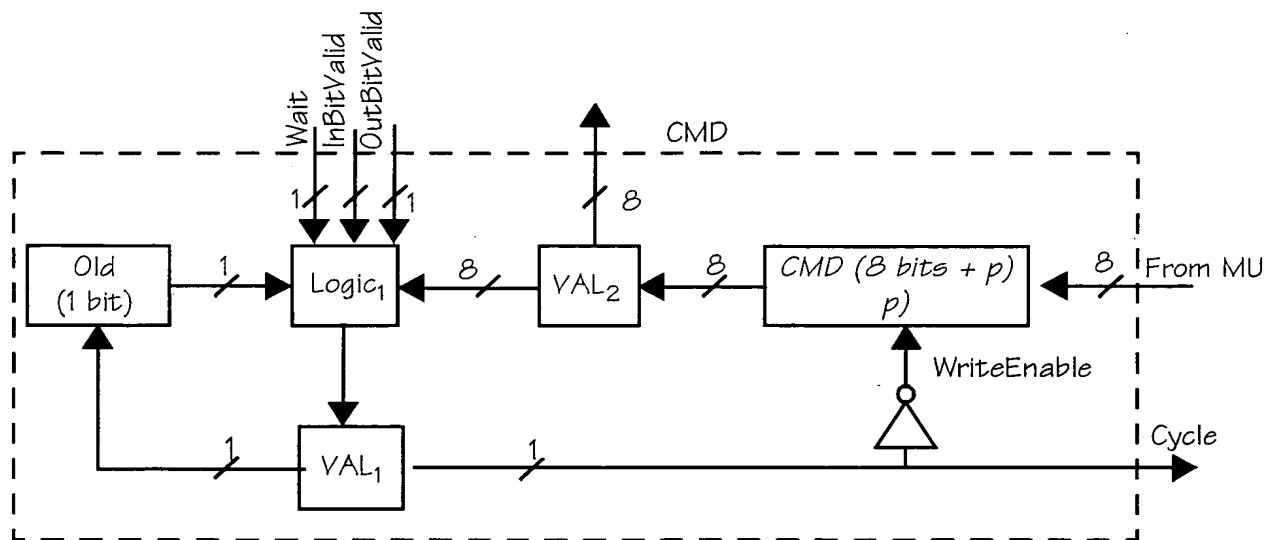 Wait
InBitValid
OutBitValid
CMD
1
1
8
Old
(1 bit)
1
Logic1
8
VAL2
8
CMD (8 bits + p)
p)
8
From MU
WriteEnable
1
VAL1
1
Cycle